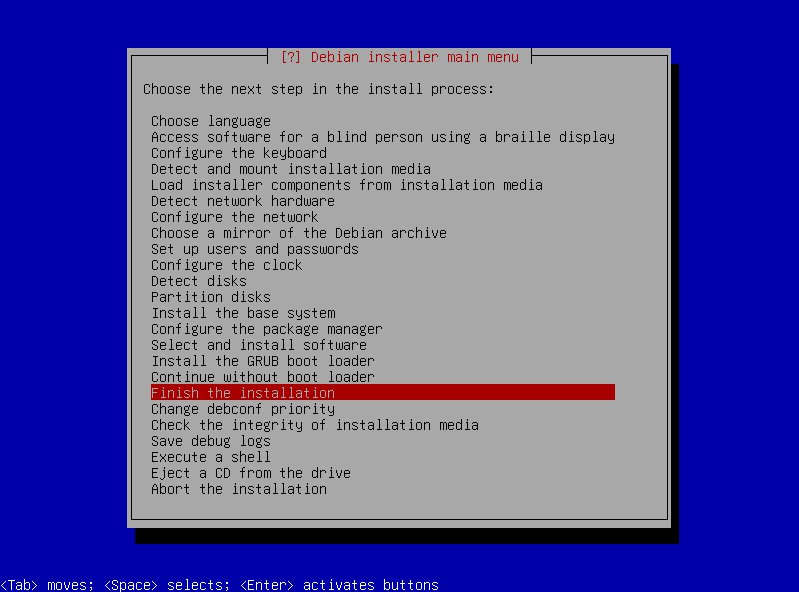 [?] Debian installer main menu
Choose the next step in the install process:
Choose language
Access software for a blind person using a braille display
Configure the keyboard
Detect and mount installation media
Load installer components from installation media
Detect network hardware
Configure the network
Choose a mirror of the Debian archive
Set up users and passwords
Configure the clock
Detect disks
Partition disks
Install the base system
Configure the package manager
Select and install software
Install the GRUB boot loader
Continue without boot loader
Finish the installation
Change debconf priority
Check the integrity of installation media
Save debug logs
Execute a shell
Eject a CD from the drive
Abort the installation
<Tab> moves; <Space> selects; <Enter> activates buttons